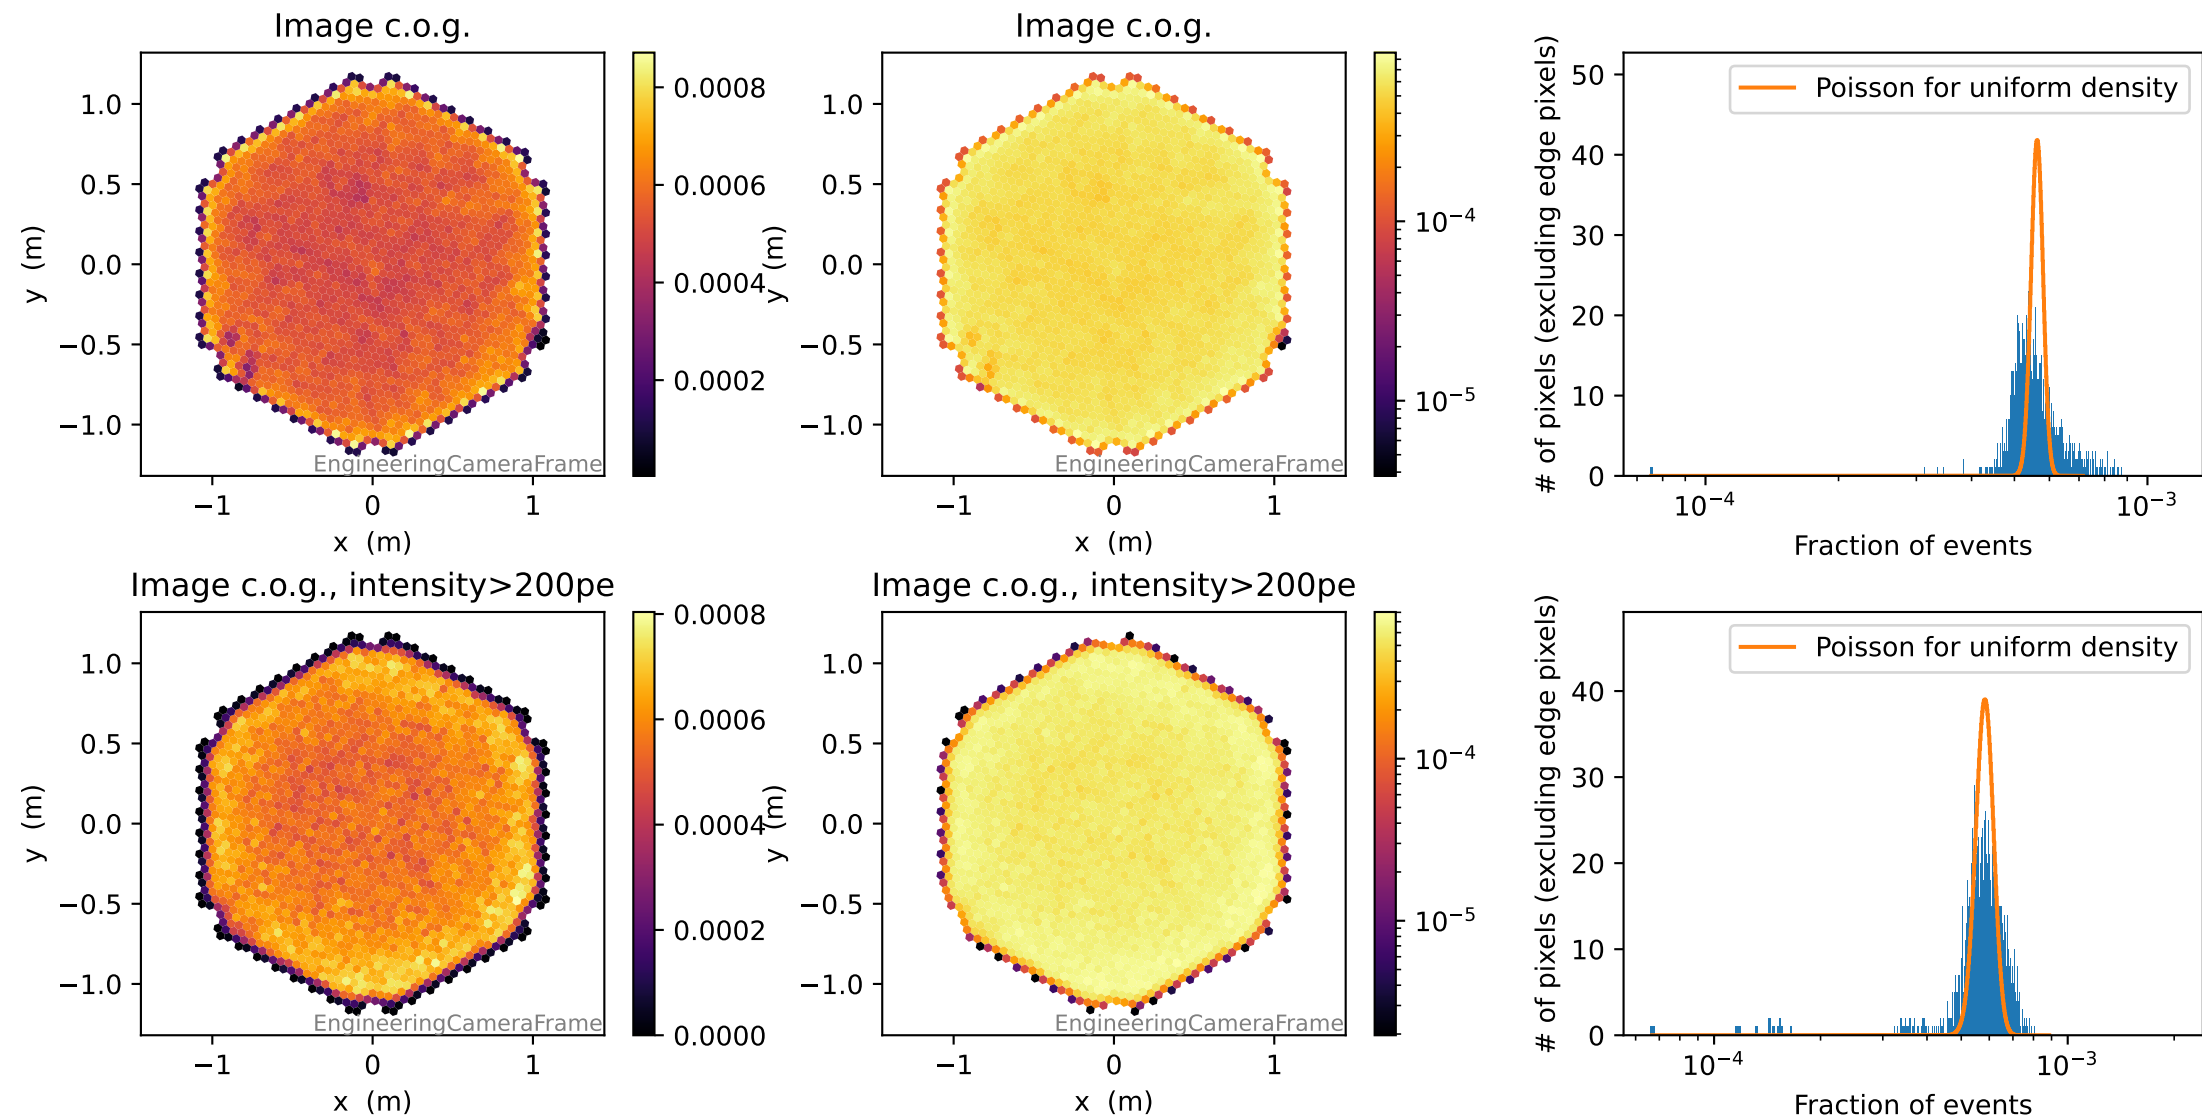 Image c.o.g.
1.0
0.5
0.0
−0.5
−1.0
y (m)
−1 0 1
x (m)
EngineeringCameraFrame
0.0008
0.0006
0.0004
0.0002
Image c.o.g.
1.0
0.5
0.0
−0.5
−1.0
y (m)
−1 0 1
x (m)
EngineeringCameraFrame
10⁻⁴
10⁻⁵
# of pixels (excluding edge pixels)
50
40
30
20
10
0
Poisson for uniform density
10⁻⁴ 10⁻³
Fraction of events
Image c.o.g., intensity>200pe
1.0
0.5
0.0
−0.5
−1.0
y (m)
−1 0 1
x (m)
EngineeringCameraFrame
0.0008
0.0006
0.0004
0.0002
0.0000
Image c.o.g., intensity>200pe
1.0
0.5
0.0
−0.5
−1.0
y (m)
−1 0 1
x (m)
EngineeringCameraFrame
10⁻⁴
10⁻⁵
# of pixels (excluding edge pixels)
40
30
20
10
0
Poisson for uniform density
10⁻⁴ 10⁻³
Fraction of events